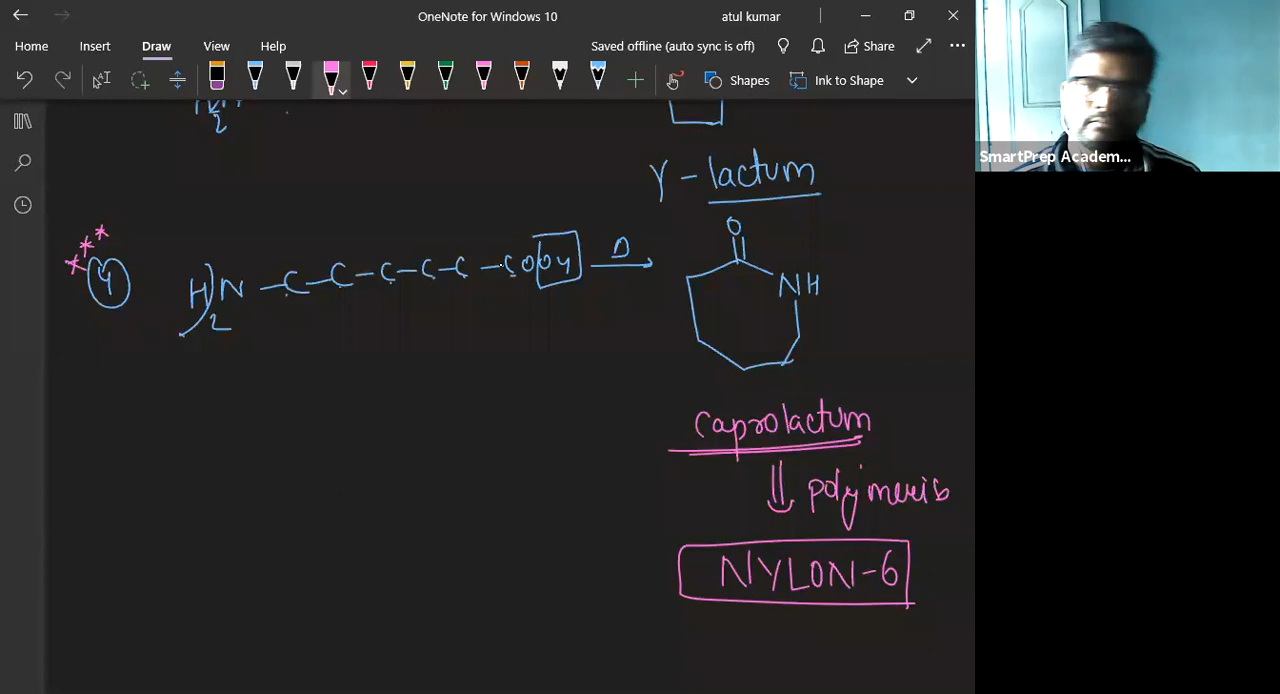 OneNote for Windows 10
atul kumar
Home Insert Draw View Help
Saved offline (auto sync is off)
Share
Shapes
Ink to Shape
SmartPrep Academ...
2
γ - lactum
4
H2N - C - C - C - C - C - COOH Δ
O
NH
Caprolactum
polymeris
NYLON-6